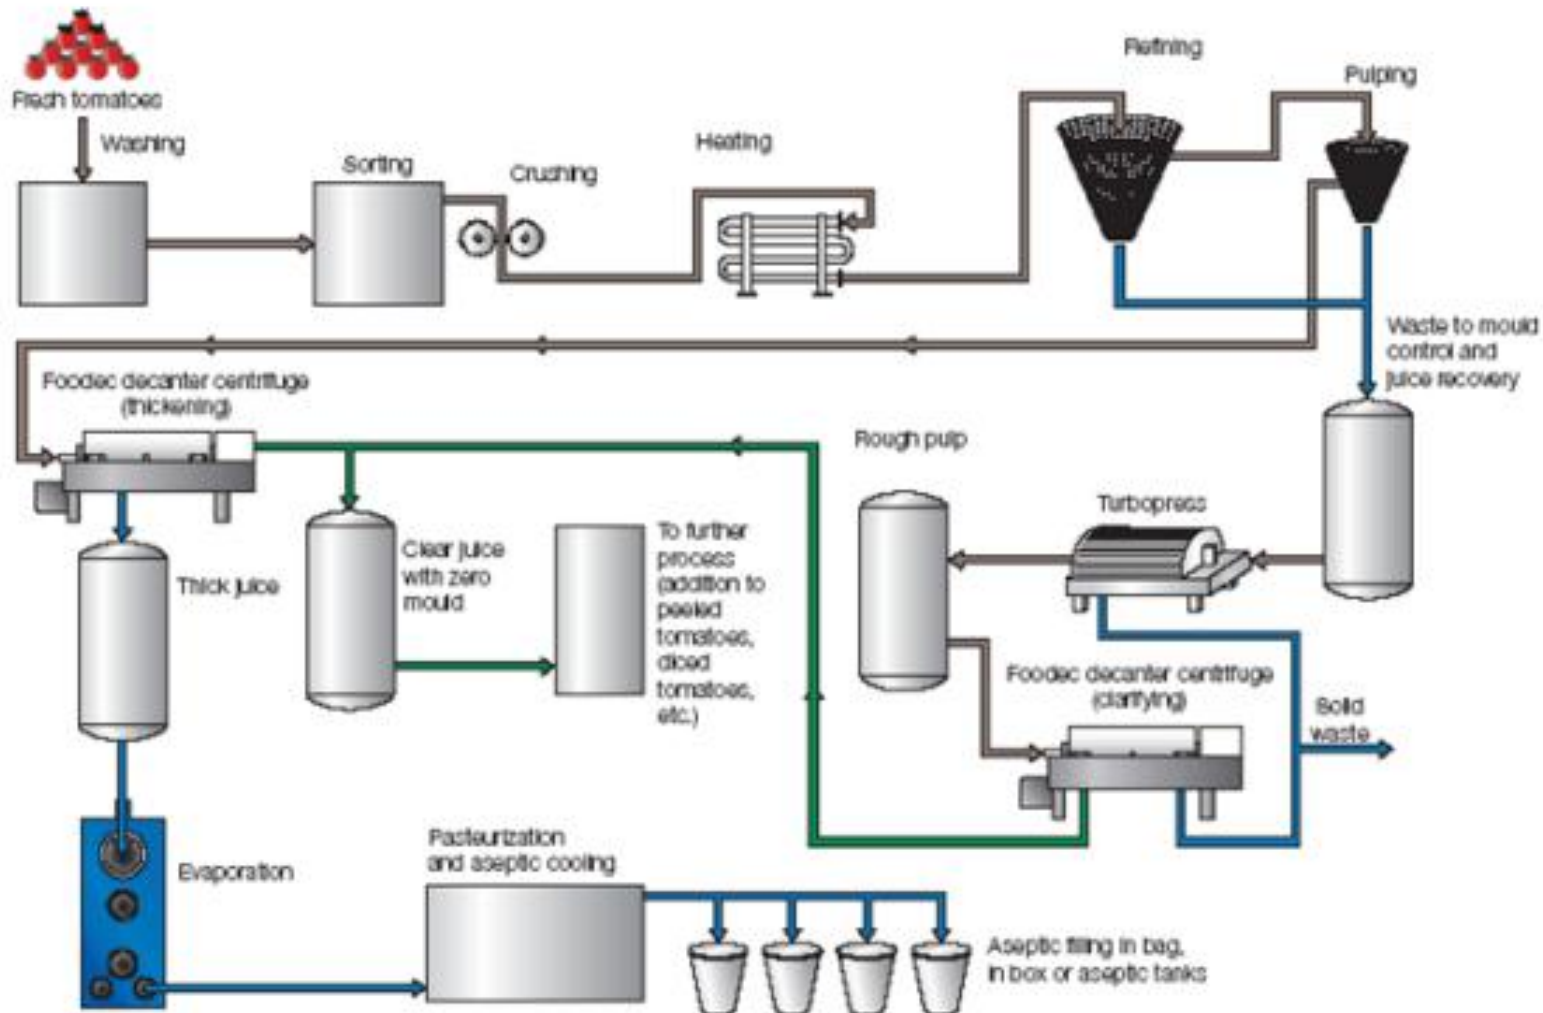 Fresh tomatoes
Washing
Sorting
Crushing
Heating
Refining
Pulping
Waste to mould
control and
juice recovery
Foodec decanter centrifuge
(thickening)
Rough pulp
Turbopress
Thick juice
Clear juice
with zero
mould
To further
process
(addition to
peeled
tomatoes,
diced
tomatoes,
etc.)
Foodec decanter centrifuge
(clarifying)
Solid
waste
Evaporation
Pasteurization
and aseptic cooling
Aseptic filling in bag,
in box or aseptic tanks